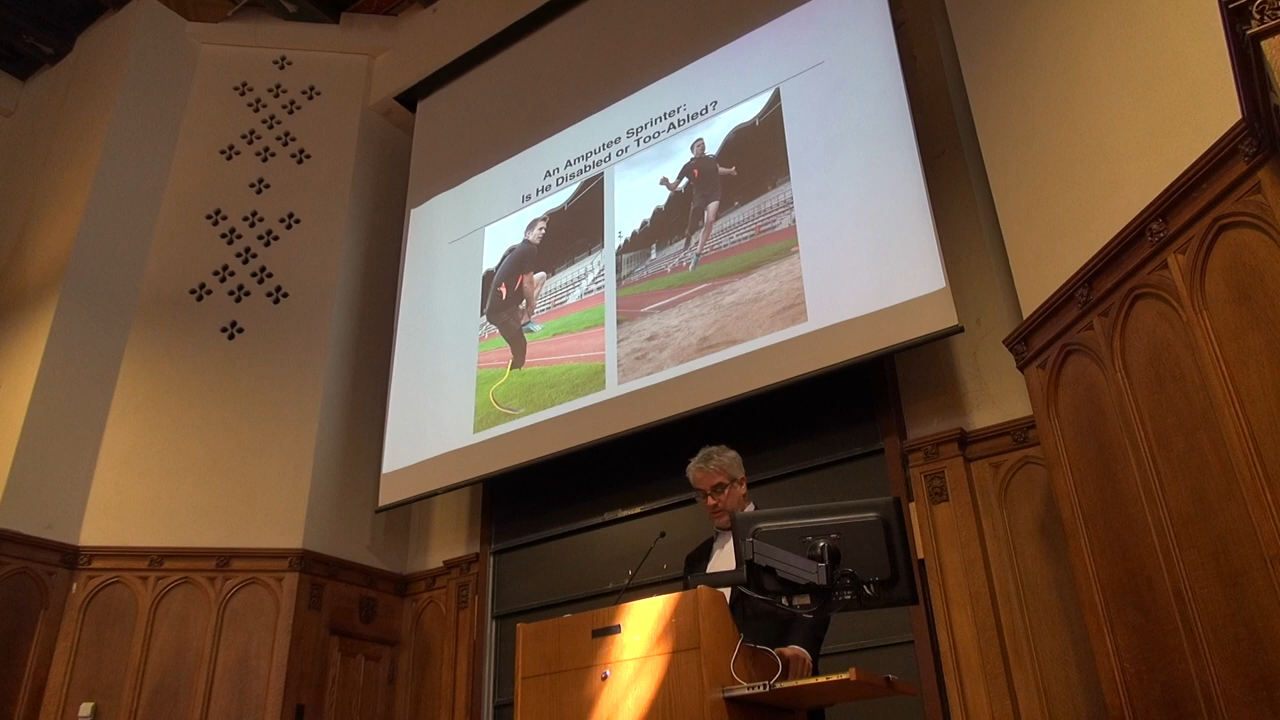 An Amputee Sprinter:
Is He Disabled or Too-Abled?